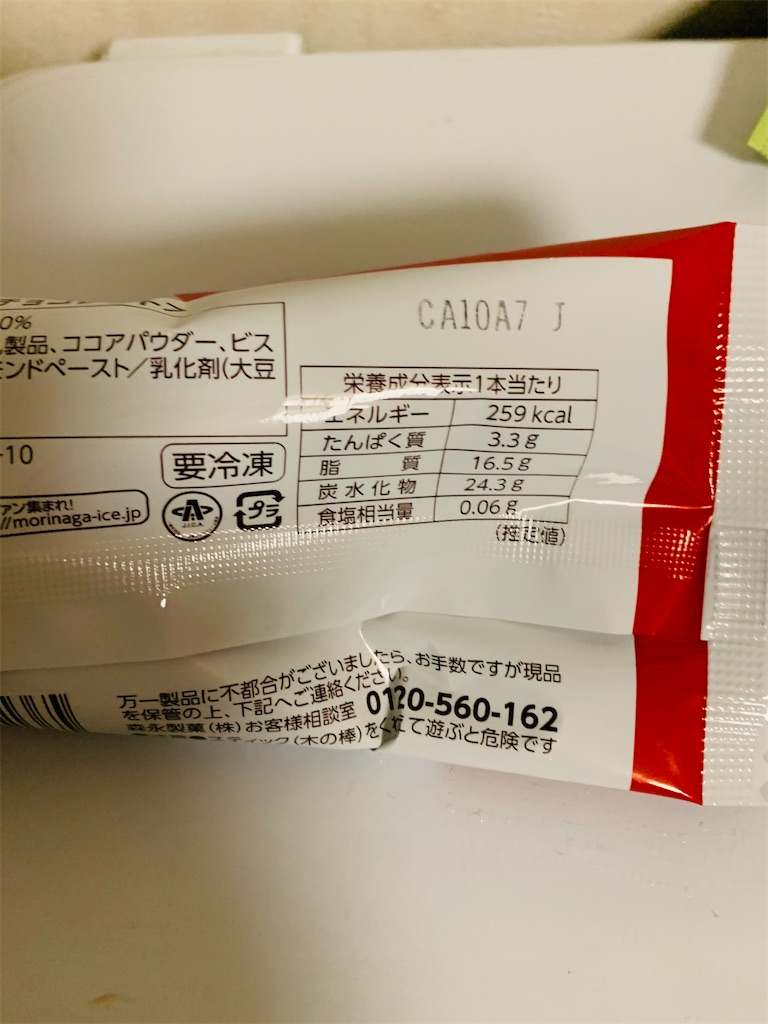 0%
製品、ココアパウダー、ビス
モンドペースト／乳化剤(大豆
-10
要冷凍
ファン集まれ!
//morinaga-ice.jp
J.I.C.A.
プラ
CA10A7 J
栄養成分表示1本当たり
エネルギー 259 kcal
たんぱく質 3.3g
脂質 16.5g
炭水化物 24.3g
食塩相当量 0.06g
(推定値)
万一製品に不都合がございましたら、お手数ですが現品
を保管の上、下記へご連絡ください。
森永製菓(株)お客様相談室 0120-560-162
スティック(木の棒)をくわえて遊ぶと危険です